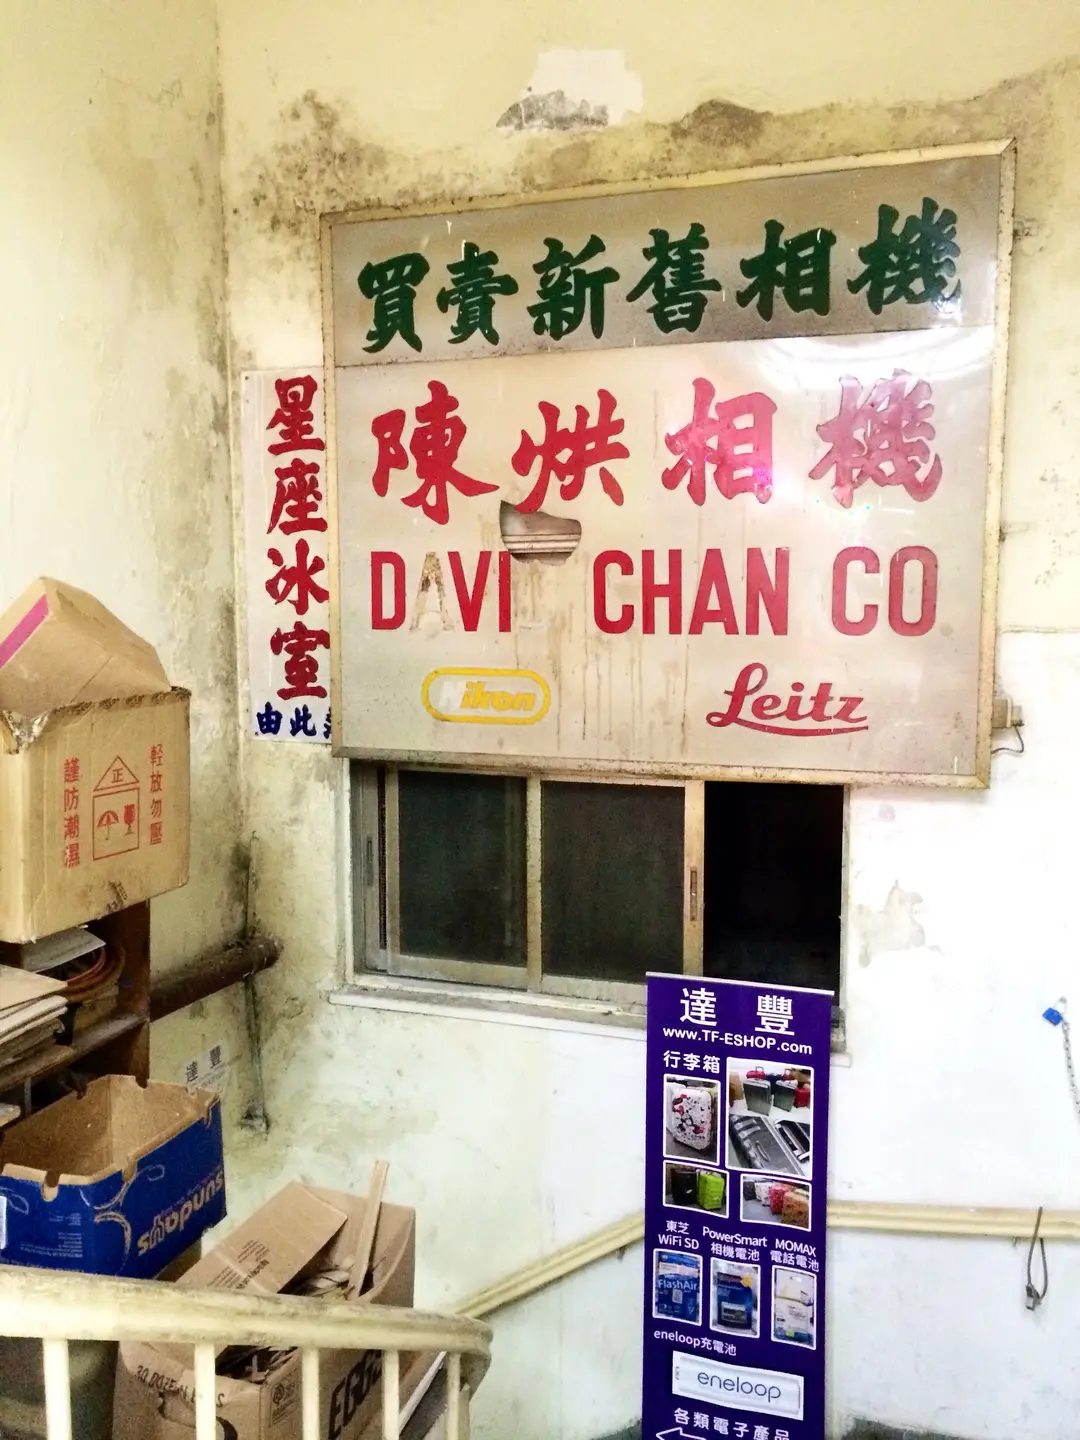 買賣新舊相機
陳烘相機
DAVI CHAN CO
Nikon
Leitz
星座冰室
由此
謹防潮濕
正
輕放勿壓
達豐
達豐
www.TF-ESHOP.com
行李箱
東芝
WiFi SD
PowerSmart
相機電池
MOMAX
電話電池
FlashAir
eneloop充電池
eneloop
各類電子產品